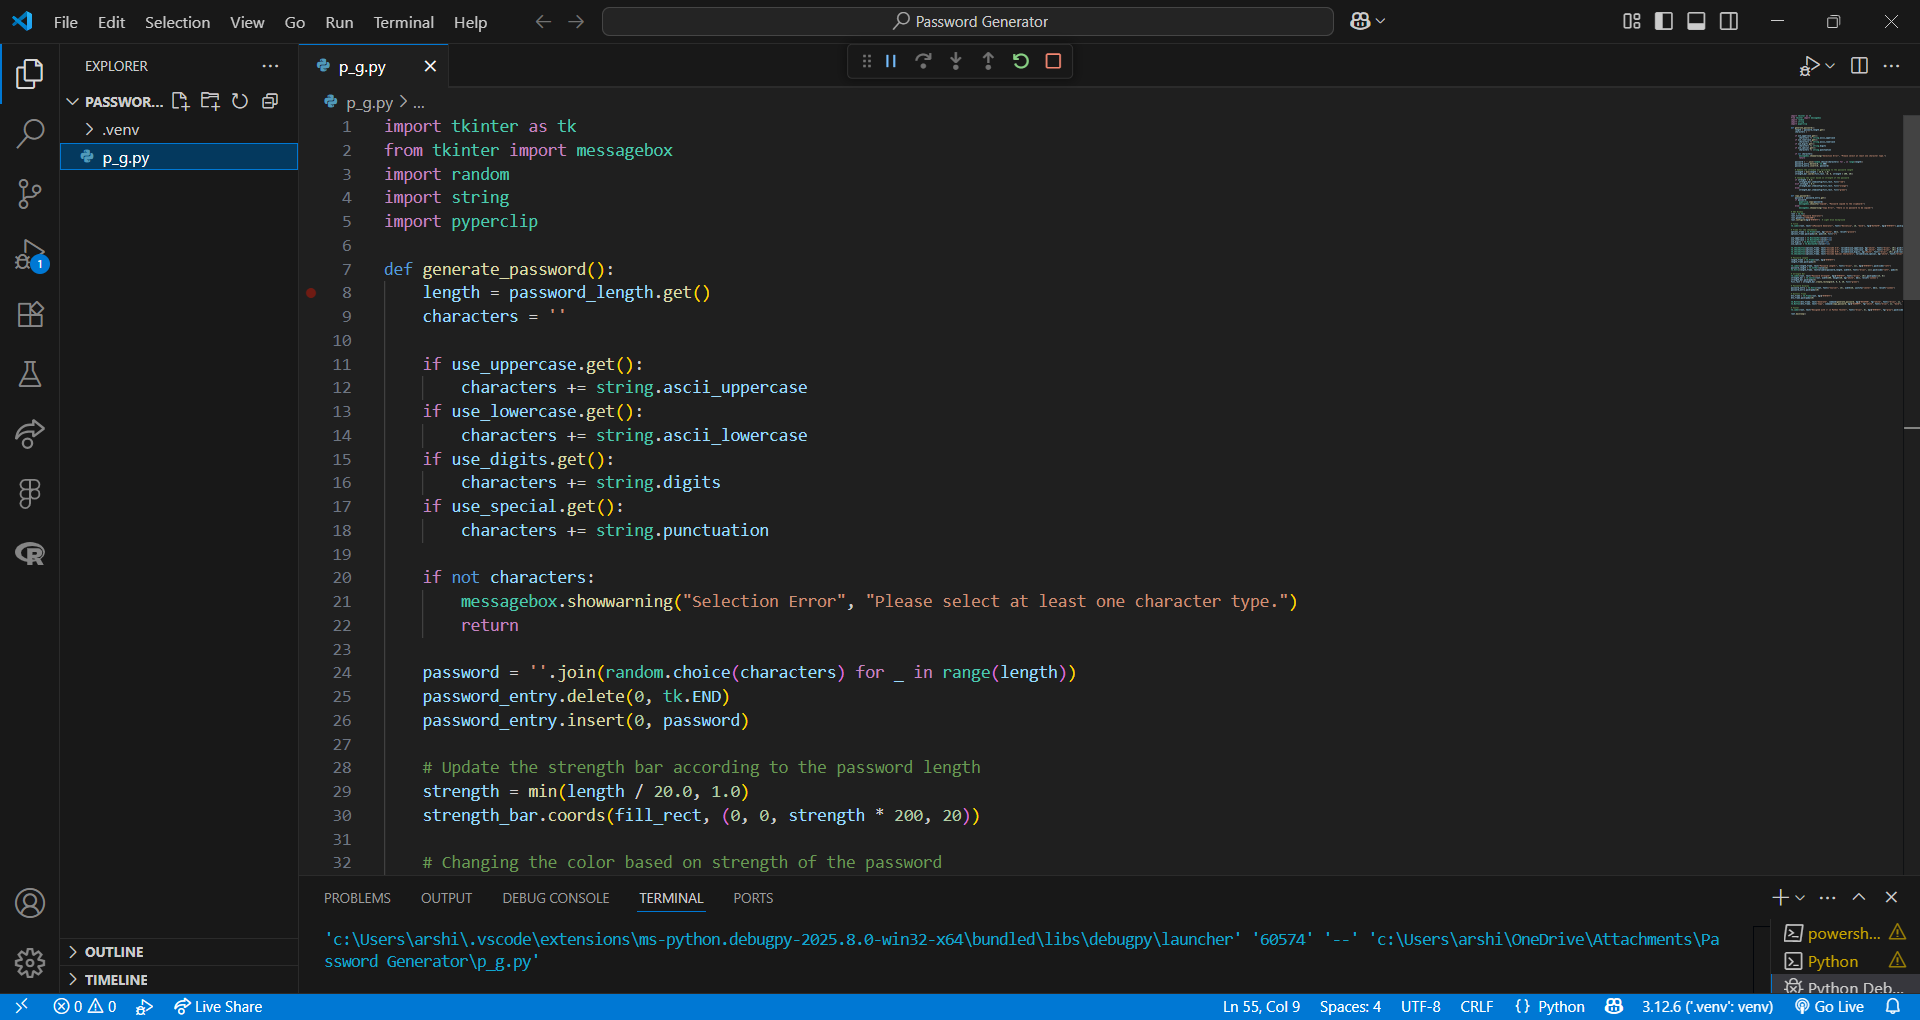 File Edit Selection View Go Run Terminal Help
Password Generator
EXPLORER
PASSWOR...
.venv
p_g.py
OUTLINE
TIMELINE
p_g.py
p_g.py > ...
1 import tkinter as tk
2 from tkinter import messagebox
3 import random
4 import string
5 import pyperclip
6
7 def generate_password():
8 length = password_length.get()
9 characters = ''
10
11 if use_uppercase.get():
12 characters += string.ascii_uppercase
13 if use_lowercase.get():
14 characters += string.ascii_lowercase
15 if use_digits.get():
16 characters += string.digits
17 if use_special.get():
18 characters += string.punctuation
19
20 if not characters:
21 messagebox.showwarning("Selection Error", "Please select at least one character type.")
22 return
23
24 password = ''.join(random.choice(characters) for _ in range(length))
25 password_entry.delete(0, tk.END)
26 password_entry.insert(0, password)
27
28 # Update the strength bar according to the password length
29 strength = min(length / 20.0, 1.0)
30 strength_bar.coords(fill_rect, (0, 0, strength * 200, 20))
31
32 # Changing the color based on strength of the password
1
PROBLEMS OUTPUT DEBUG CONSOLE TERMINAL PORTS
'c:\Users\arshi\.vscode\extensions\ms-python.debugpy-2025.8.0-win32-x64\bundled\libs\debugpy\launcher' '60574' '--' 'c:\Users\arshi\OneDrive\Attachments\Pa
ssword Generator\p_g.py'
powersh...
Python
Python Deb...
0 0 Live Share Ln 55, Col 9 Spaces: 4 UTF-8 CRLF {} Python 3.12.6 ('.venv': venv) Go Live